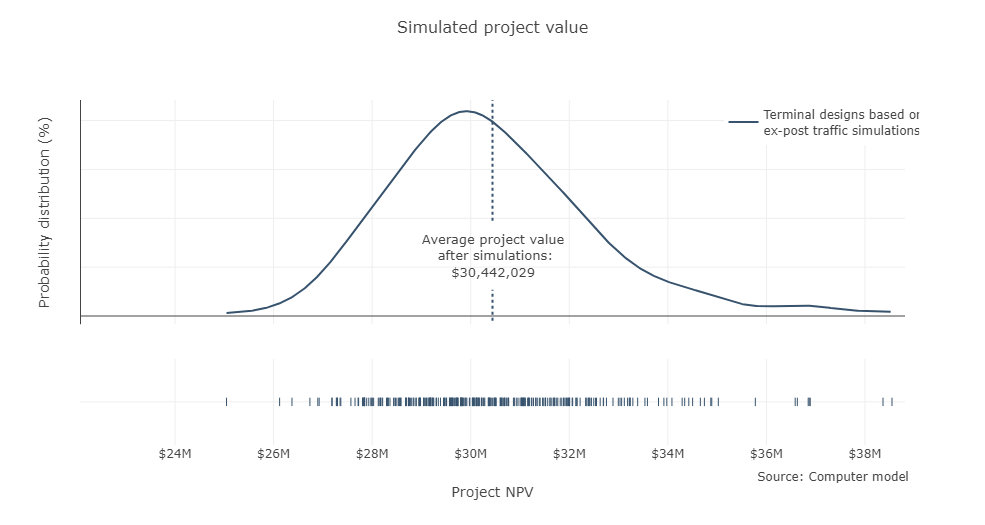 Simulated project value
Terminal designs based or
ex-post traffic simulations
Probability distribution (%)
Average project value
after simulations:
$30,442,029
$24M $26M $28M $30M $32M $34M $36M $38M
Source: Computer model
Project NPV